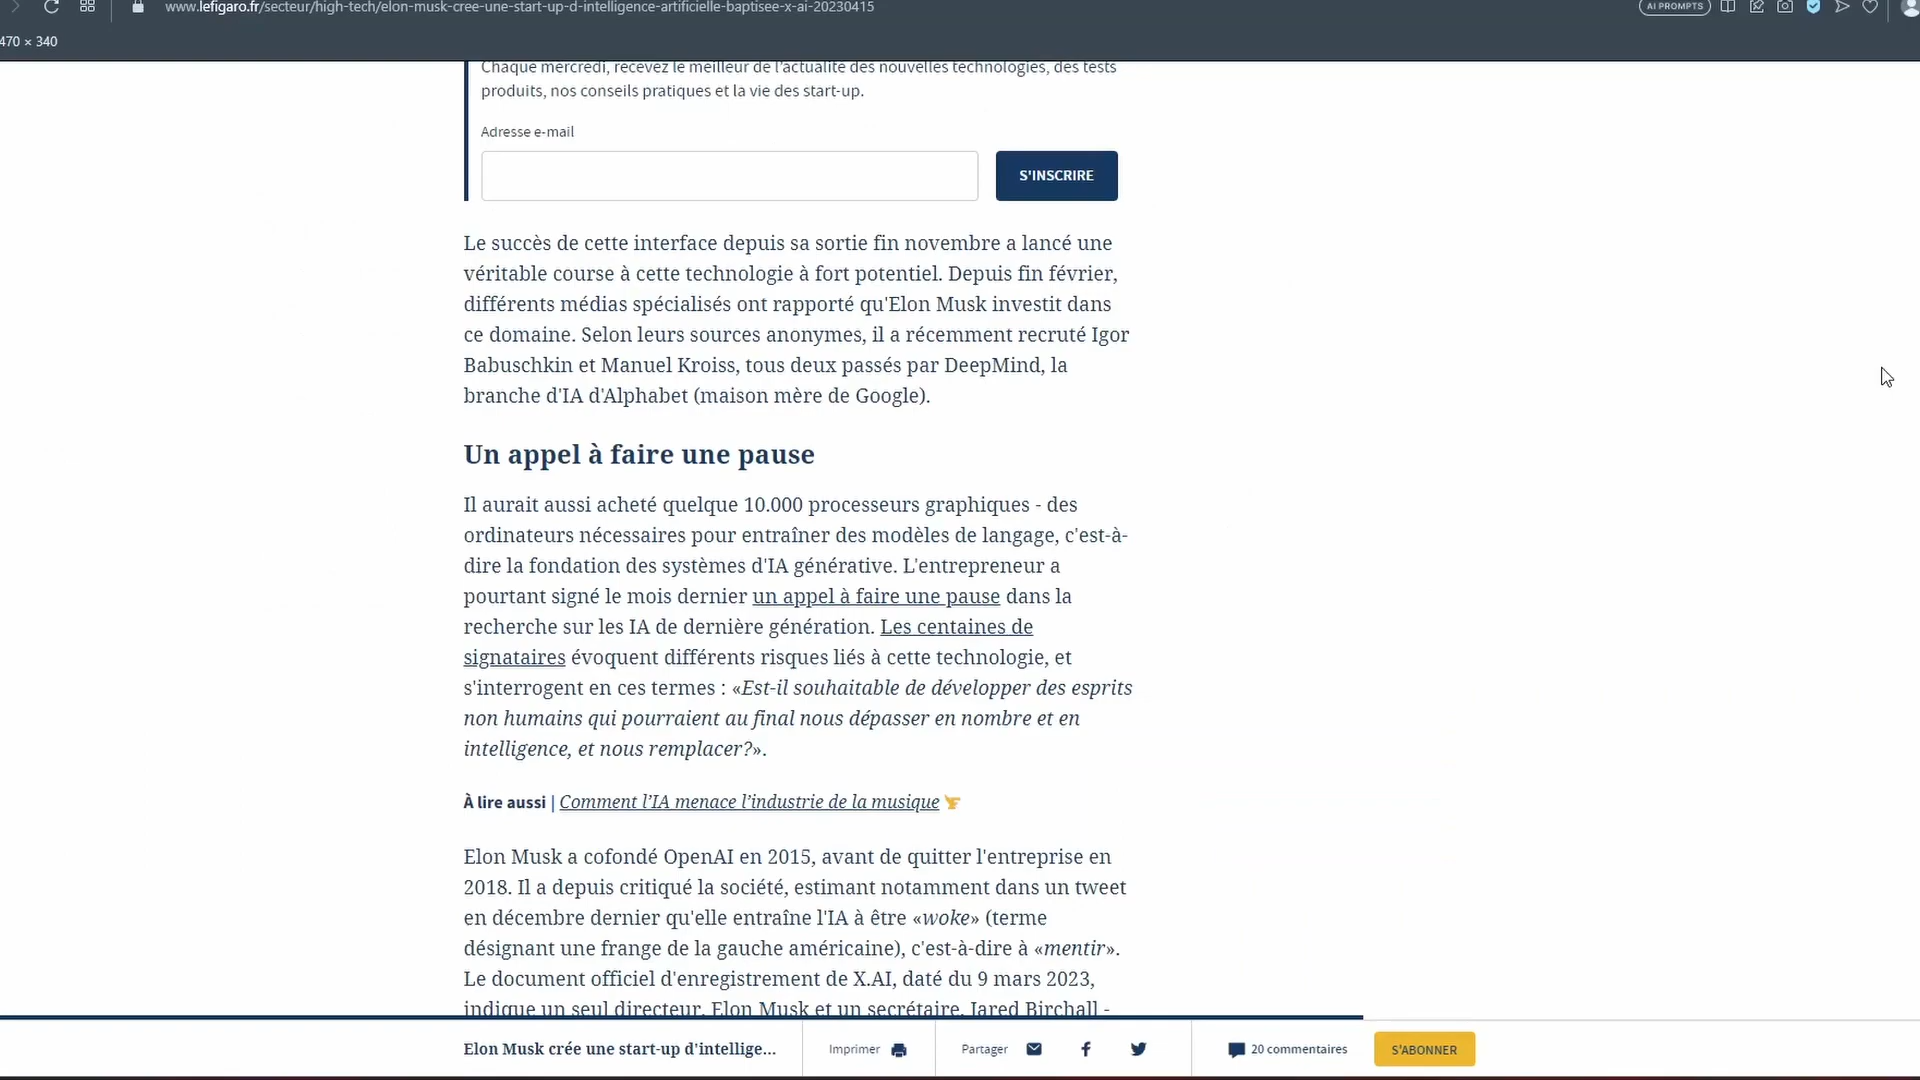 www.lefigaro.fr/secteur/high-tech/elon-musk-cree-une-start-up-d-intelligence-artificielle-baptisee-x-ai-20230415
AI PROMPTS
470 × 340
Chaque mercredi, recevez le meilleur de l'actualité des nouvelles technologies, des tests
produits, nos conseils pratiques et la vie des start-up.
Adresse e-mail
S'INSCRIRE
Le succès de cette interface depuis sa sortie fin novembre a lancé une
véritable course à cette technologie à fort potentiel. Depuis fin février,
différents médias spécialisés ont rapporté qu'Elon Musk investit dans
ce domaine. Selon leurs sources anonymes, il a récemment recruté Igor
Babuschkin et Manuel Kroiss, tous deux passés par DeepMind, la
branche d'IA d'Alphabet (maison mère de Google).
Un appel à faire une pause
Il aurait aussi acheté quelque 10.000 processeurs graphiques - des
ordinateurs nécessaires pour entraîner des modèles de langage, c'est-à-
dire la fondation des systèmes d'IA générative. L'entrepreneur a
pourtant signé le mois dernier un appel à faire une pause dans la
recherche sur les IA de dernière génération. Les centaines de
signataires évoquent différents risques liés à cette technologie, et
s'interrogent en ces termes : «Est-il souhaitable de développer des esprits
non humains qui pourraient au final nous dépasser en nombre et en
intelligence, et nous remplacer?».
À lire aussi | Comment l’IA menace l’industrie de la musique
Elon Musk a cofondé OpenAI en 2015, avant de quitter l'entreprise en
2018. Il a depuis critiqué la société, estimant notamment dans un tweet
en décembre dernier qu'elle entraîne l'IA à être «woke» (terme
désignant une frange de la gauche américaine), c'est-à-dire à «mentir».
Le document officiel d'enregistrement de X.AI, daté du 9 mars 2023,
indique un seul directeur, Elon Musk et un secrétaire, Jared Birchall -
Elon Musk crée une start-up d'intellige...
Imprimer
Partager
20 commentaires
S'ABONNER